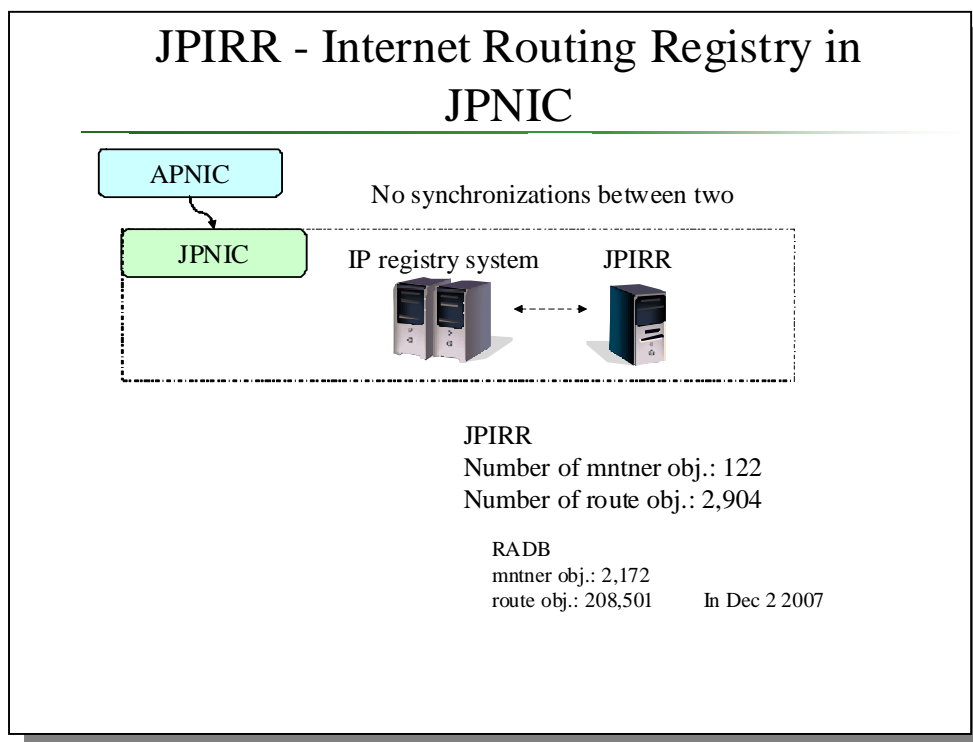 JPIRR - Internet Routing Registry in
JPNIC
APNIC
No synchronizations between two
JPNIC
IP registry system
JPIRR
JPIRR
Number of mntner obj.: 122
Number of route obj.: 2,904
RADB
mntner obj.: 2,172
route obj.: 208,501 In Dec 2 2007